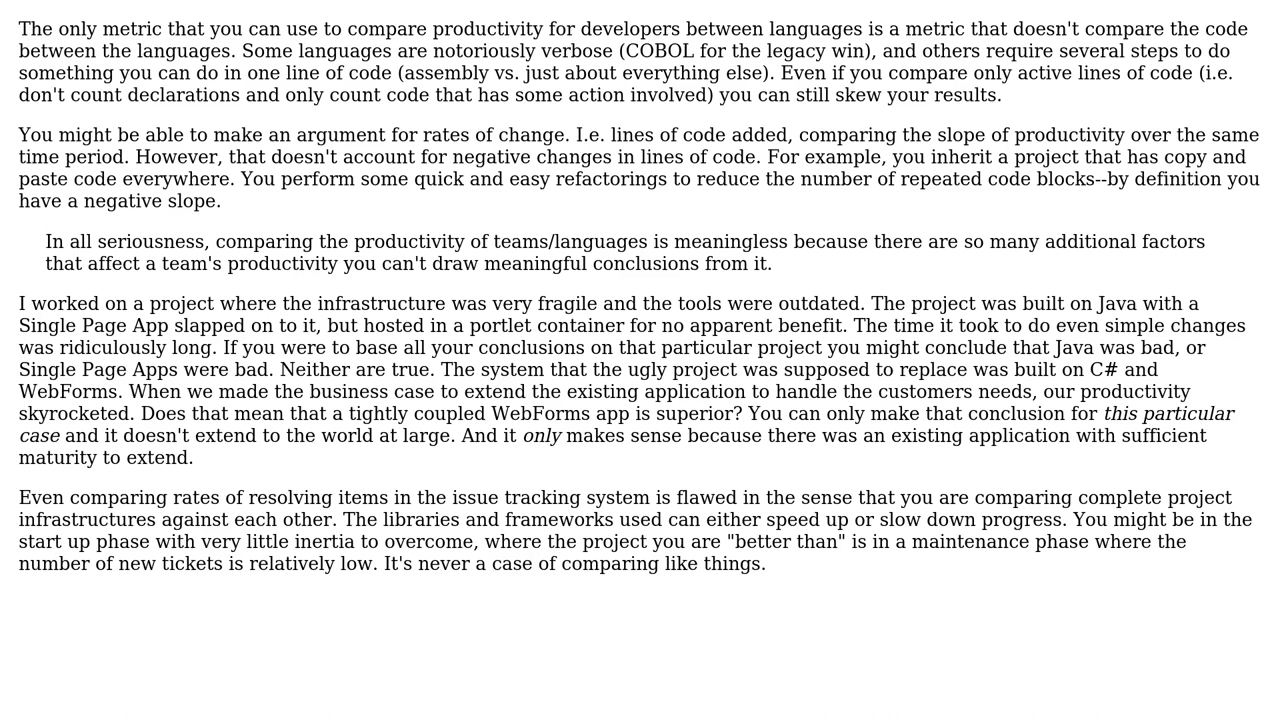 The only metric that you can use to compare productivity for developers between languages is a metric that doesn't compare the code
between the languages. Some languages are notoriously verbose (COBOL for the legacy win), and others require several steps to do
something you can do in one line of code (assembly vs. just about everything else). Even if you compare only active lines of code (i.e.
don't count declarations and only count code that has some action involved) you can still skew your results.
You might be able to make an argument for rates of change. I.e. lines of code added, comparing the slope of productivity over the same
time period. However, that doesn't account for negative changes in lines of code. For example, you inherit a project that has copy and
paste code everywhere. You perform some quick and easy refactorings to reduce the number of repeated code blocks--by definition you
have a negative slope.
In all seriousness, comparing the productivity of teams/languages is meaningless because there are so many additional factors
that affect a team's productivity you can't draw meaningful conclusions from it.
I worked on a project where the infrastructure was very fragile and the tools were outdated. The project was built on Java with a
Single Page App slapped on to it, but hosted in a portlet container for no apparent benefit. The time it took to do even simple changes
was ridiculously long. If you were to base all your conclusions on that particular project you might conclude that Java was bad, or
Single Page Apps were bad. Neither are true. The system that the ugly project was supposed to replace was built on C# and
WebForms. When we made the business case to extend the existing application to handle the customers needs, our productivity
skyrocketed. Does that mean that a tightly coupled WebForms app is superior? You can only make that conclusion for this particular
case and it doesn't extend to the world at large. And it only makes sense because there was an existing application with sufficient
maturity to extend.
Even comparing rates of resolving items in the issue tracking system is flawed in the sense that you are comparing complete project
infrastructures against each other. The libraries and frameworks used can either speed up or slow down progress. You might be in the
start up phase with very little inertia to overcome, where the project you are "better than" is in a maintenance phase where the
number of new tickets is relatively low. It's never a case of comparing like things.